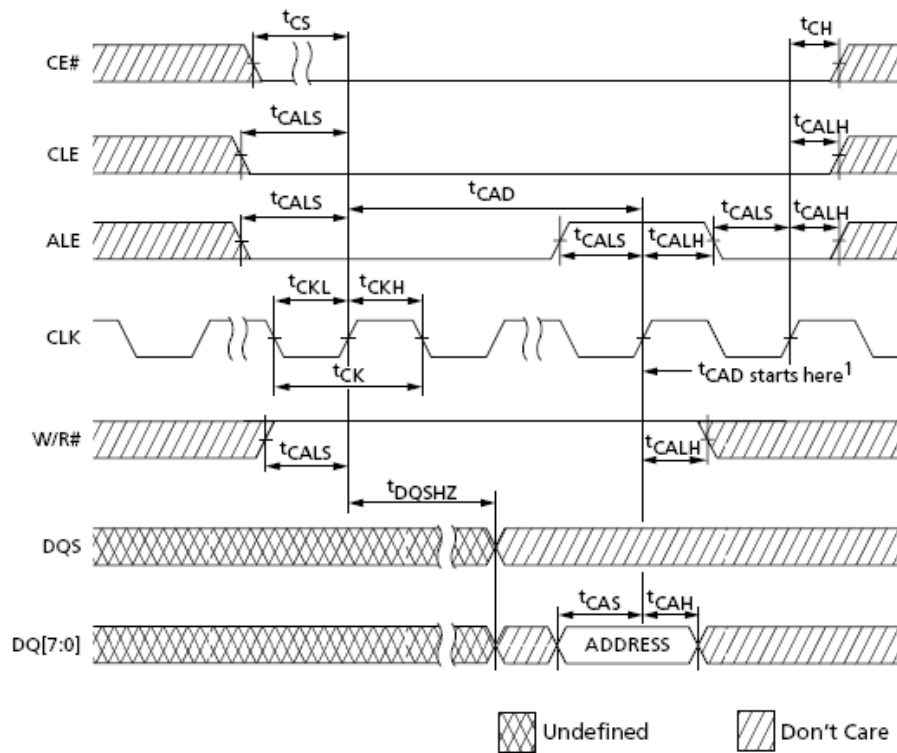 tCS
tCH
CE#
tCALS
tCALH
CLE
tCAD
tCALS
tCALS
tCALH
ALE
tCALS
tCALH
tCKL
tCKH
CLK
tCK
tCAD starts here1
W/R#
tCALS
tCALH
tDQSHZ
DQS
tCAS
tCAH
DQ[7:0]
ADDRESS
Undefined
Don't Care